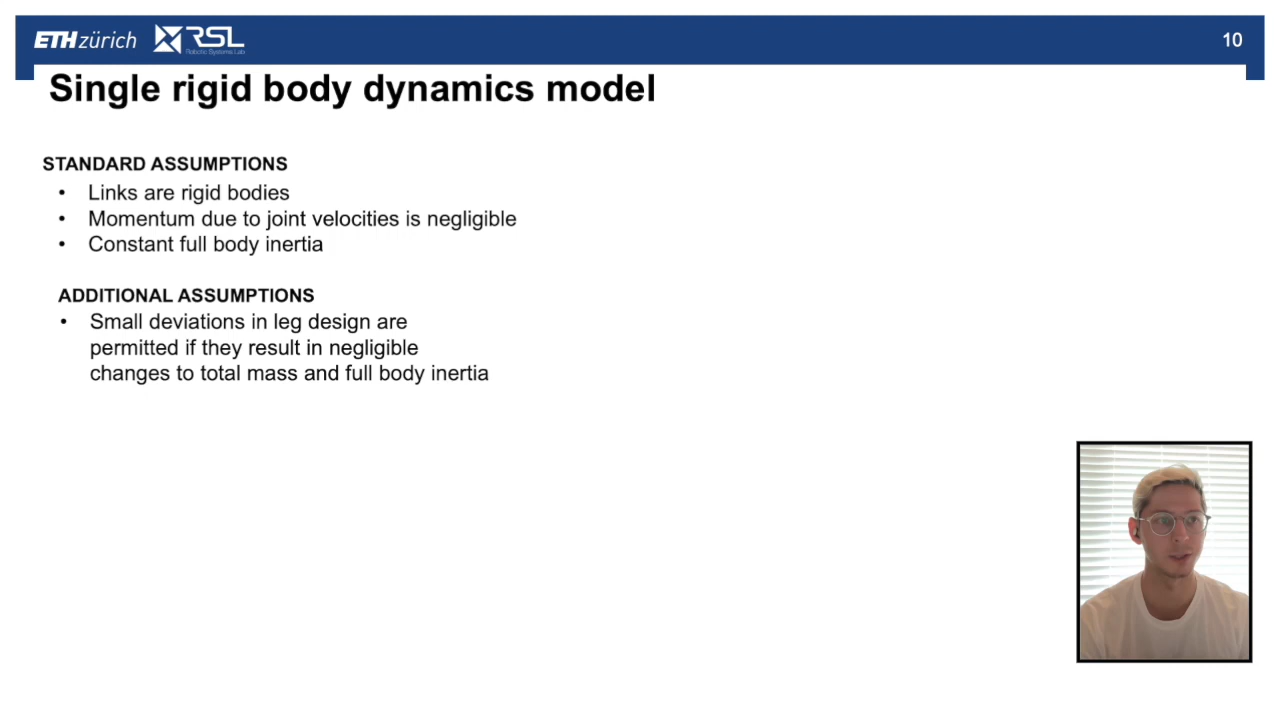 ETH zürich RSL
Robotic Systems Lab
10
Single rigid body dynamics model
STANDARD ASSUMPTIONS
• Links are rigid bodies
• Momentum due to joint velocities is negligible
• Constant full body inertia
ADDITIONAL ASSUMPTIONS
• Small deviations in leg design are
permitted if they result in negligible
changes to total mass and full body inertia